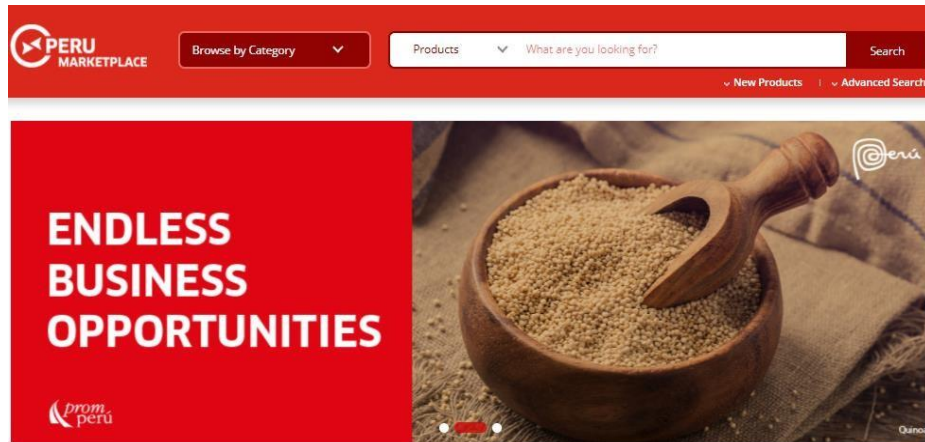 PERU
MARKETPLACE
Browse by Category
Products
What are you looking for?
Search
New Products
Advanced Search
Perú
ENDLESS
BUSINESS
OPPORTUNITIES
prom
perú
Quinoa